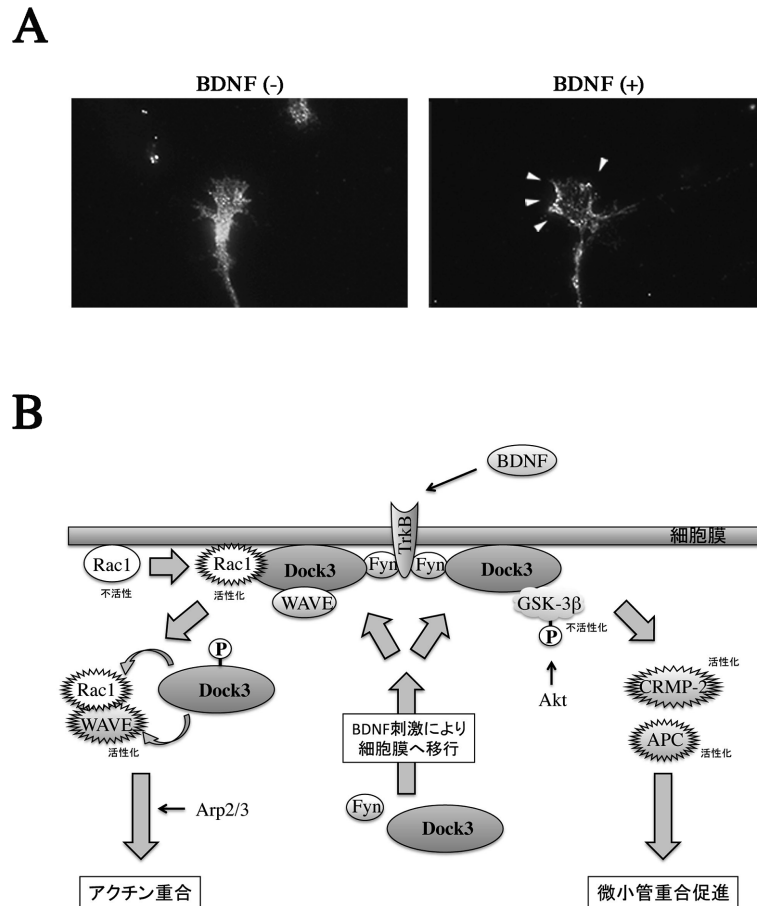 A
BDNF (-)
BDNF (+)
B
BDNF
TrkB
細胞膜
Rac1
不活性
Rac1
活性化
Dock3
Fyn
Fyn
Dock3
WAVE
GSK-3β
不活性化
P
Akt
P
Rac1
Dock3
WAVE
活性化
活性化
CRMP-2
APC
活性化
BDNF刺激により
細胞膜へ移行
Arp2/3
Fyn
Dock3
アクチン重合
微小管重合促進